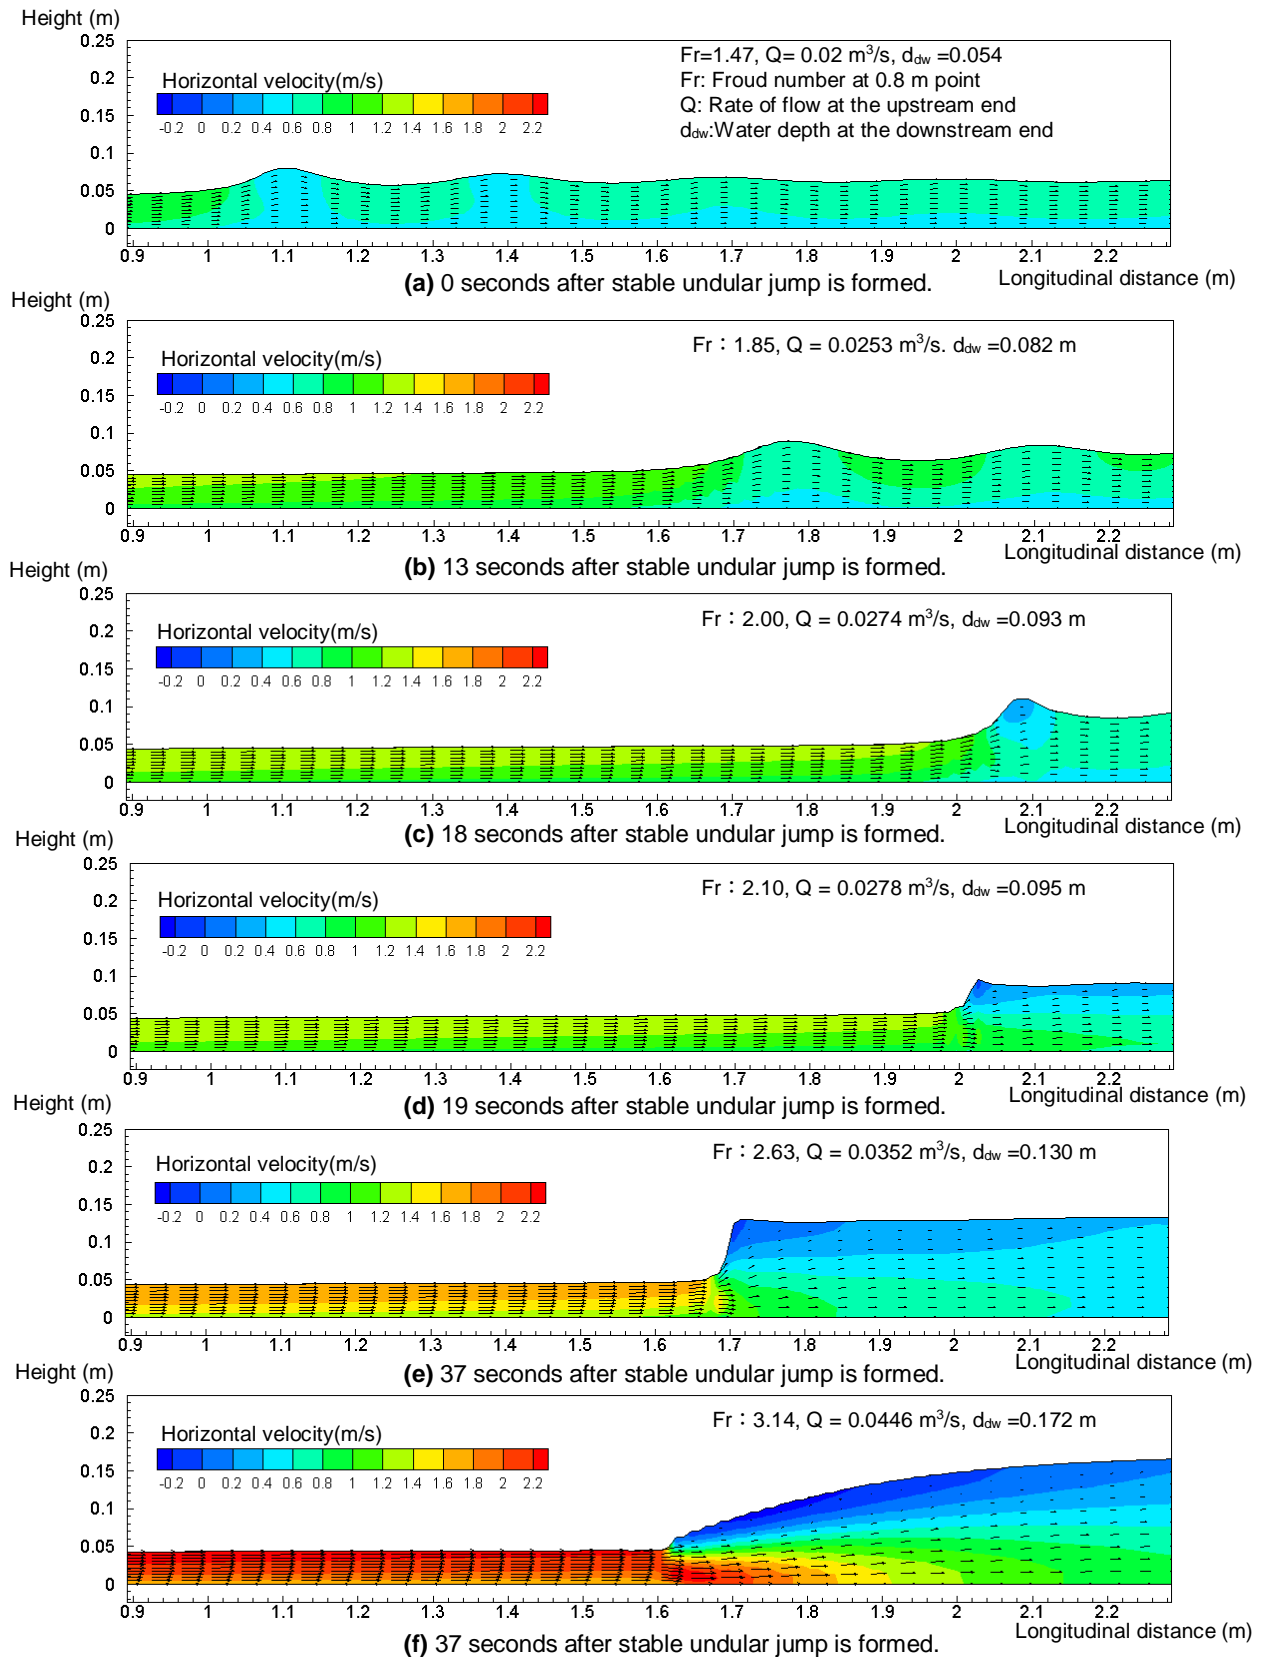 Height (m)
0.25
Fr=1.47, Q= 0.02 m³/s, ddw =0.054
0.2
Horizontal velocity(m/s)
Fr: Froud number at 0.8 m point
0.15
Q: Rate of flow at the upstream end
-0.2 0 0.2 0.4 0.6 0.8 1 1.2 1.4 1.6 1.8 2 2.2
ddw:Water depth at the downstream end
0.1
0.05
0
0.9 1 1.1 1.2 1.3 1.4 1.5 1.6 1.7 1.8 1.9 2 2.1 2.2
(a) 0 seconds after stable undular jump is formed.
Longitudinal distance (m)
Height (m)
0.25
Fr：1.85, Q = 0.0253 m³/s. ddw =0.082 m
0.2
Horizontal velocity(m/s)
0.15
-0.2 0 0.2 0.4 0.6 0.8 1 1.2 1.4 1.6 1.8 2 2.2
0.1
0.05
0
0.9 1 1.1 1.2 1.3 1.4 1.5 1.6 1.7 1.8 1.9 2 2.1 2.2
Longitudinal distance (m)
(b) 13 seconds after stable undular jump is formed.
Height (m)
0.25
Fr：2.00, Q = 0.0274 m³/s, ddw =0.093 m
0.2
Horizontal velocity(m/s)
0.15
-0.2 0 0.2 0.4 0.6 0.8 1 1.2 1.4 1.6 1.8 2 2.2
0.1
0.05
0
0.9 1 1.1 1.2 1.3 1.4 1.5 1.6 1.7 1.8 1.9 2 2.1 2.2
Longitudinal distance (m)
(c) 18 seconds after stable undular jump is formed.
Height (m)
0.25
Fr：2.10, Q = 0.0278 m³/s, ddw =0.095 m
0.2
Horizontal velocity(m/s)
0.15
-0.2 0 0.2 0.4 0.6 0.8 1 1.2 1.4 1.6 1.8 2 2.2
0.1
0.05
0
0.9 1 1.1 1.2 1.3 1.4 1.5 1.6 1.7 1.8 1.9 2 2.1 2.2
Longitudinal distance (m)
(d) 19 seconds after stable undular jump is formed.
Height (m)
0.25
Fr：2.63, Q = 0.0352 m³/s, ddw =0.130 m
0.2
Horizontal velocity(m/s)
0.15
-0.2 0 0.2 0.4 0.6 0.8 1 1.2 1.4 1.6 1.8 2 2.2
0.1
0.05
0
0.9 1 1.1 1.2 1.3 1.4 1.5 1.6 1.7 1.8 1.9 2 2.1 2.2
Longitudinal distance (m)
(e) 37 seconds after stable undular jump is formed.
Height (m)
0.25
Fr：3.14, Q = 0.0446 m³/s, ddw =0.172 m
0.2
Horizontal velocity(m/s)
0.15
-0.2 0 0.2 0.4 0.6 0.8 1 1.2 1.4 1.6 1.8 2 2.2
0.1
0.05
0
0.9 1 1.1 1.2 1.3 1.4 1.5 1.6 1.7 1.8 1.9 2 2.1 2.2
Longitudinal distance (m)
(f) 37 seconds after stable undular jump is formed.